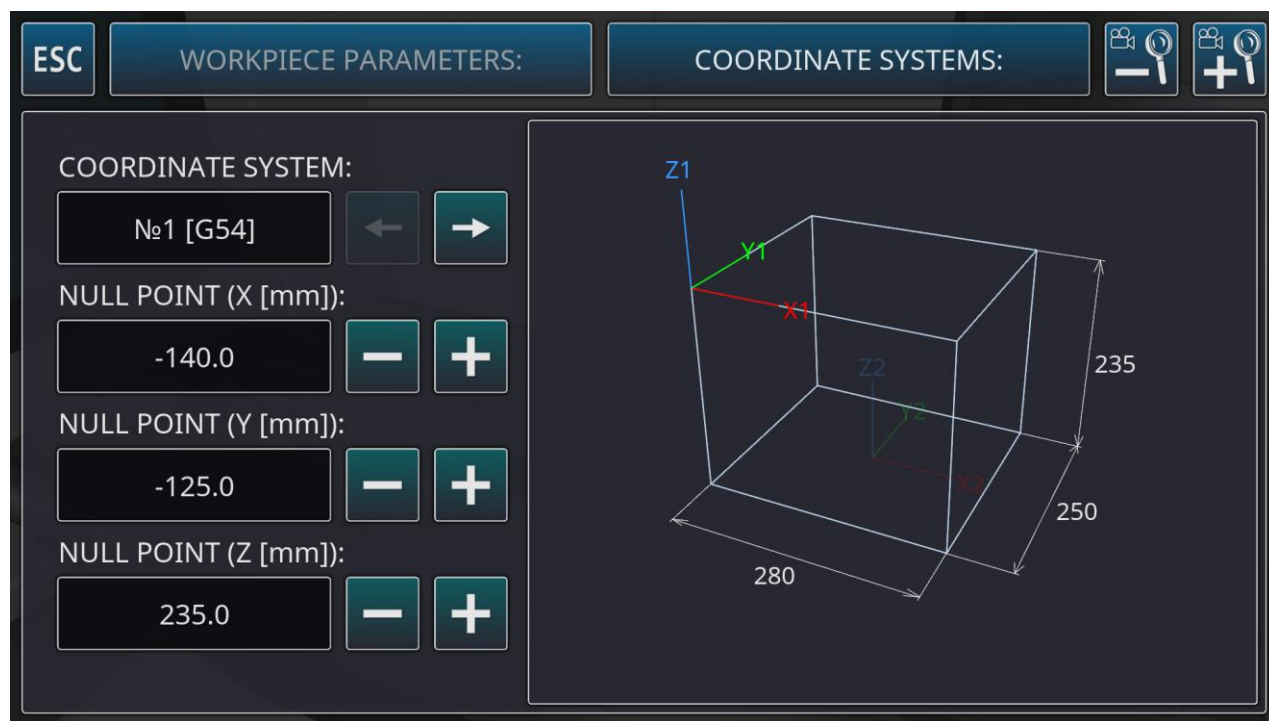 ESC
WORKPIECE PARAMETERS:
COORDINATE SYSTEMS:
COORDINATE SYSTEM:
№1 [G54]
NULL POINT (X [mm]):
-140.0
NULL POINT (Y [mm]):
-125.0
NULL POINT (Z [mm]):
235.0
Z1
Y1
X1
Z2
Y2
X2
235
250
280